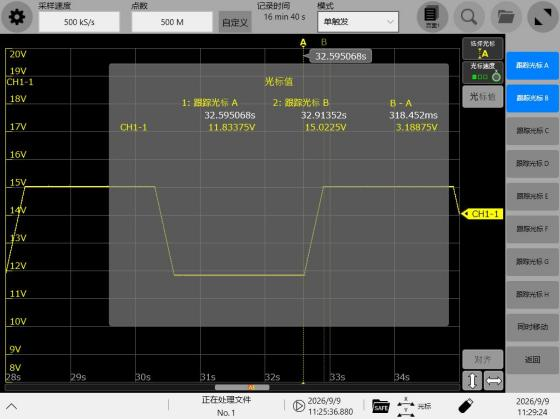 采样速度
点数
记录时间
模式
500 kS/s
500 M
自定义
16 min 40 s
单触发
A
B
32.595068s
20V
19V
CH1-1
18V
17V
16V
15V
14V
13V
12V
11V
10V
9V
8V
28s
29s
30s
31s
32s
33s
34s
光标值
1: 跟踪光标 A
2: 跟踪光标 B
B - A
32.595068s
32.91352s
318.452ms
CH1-1
11.83375V
15.0225V
3.18875V
CH1-1
选择光标
A
光标速度
光标值
对齐
跟踪光标 A
跟踪光标 B
跟踪光标 C
跟踪光标 D
跟踪光标 E
跟踪光标 F
跟踪光标 G
跟踪光标 H
同时移动
返回
正在处理文件
No. 1
2026/9/9
11:25:36.880
SAFE
X
Y
光标
2026/9/9
11:29:24